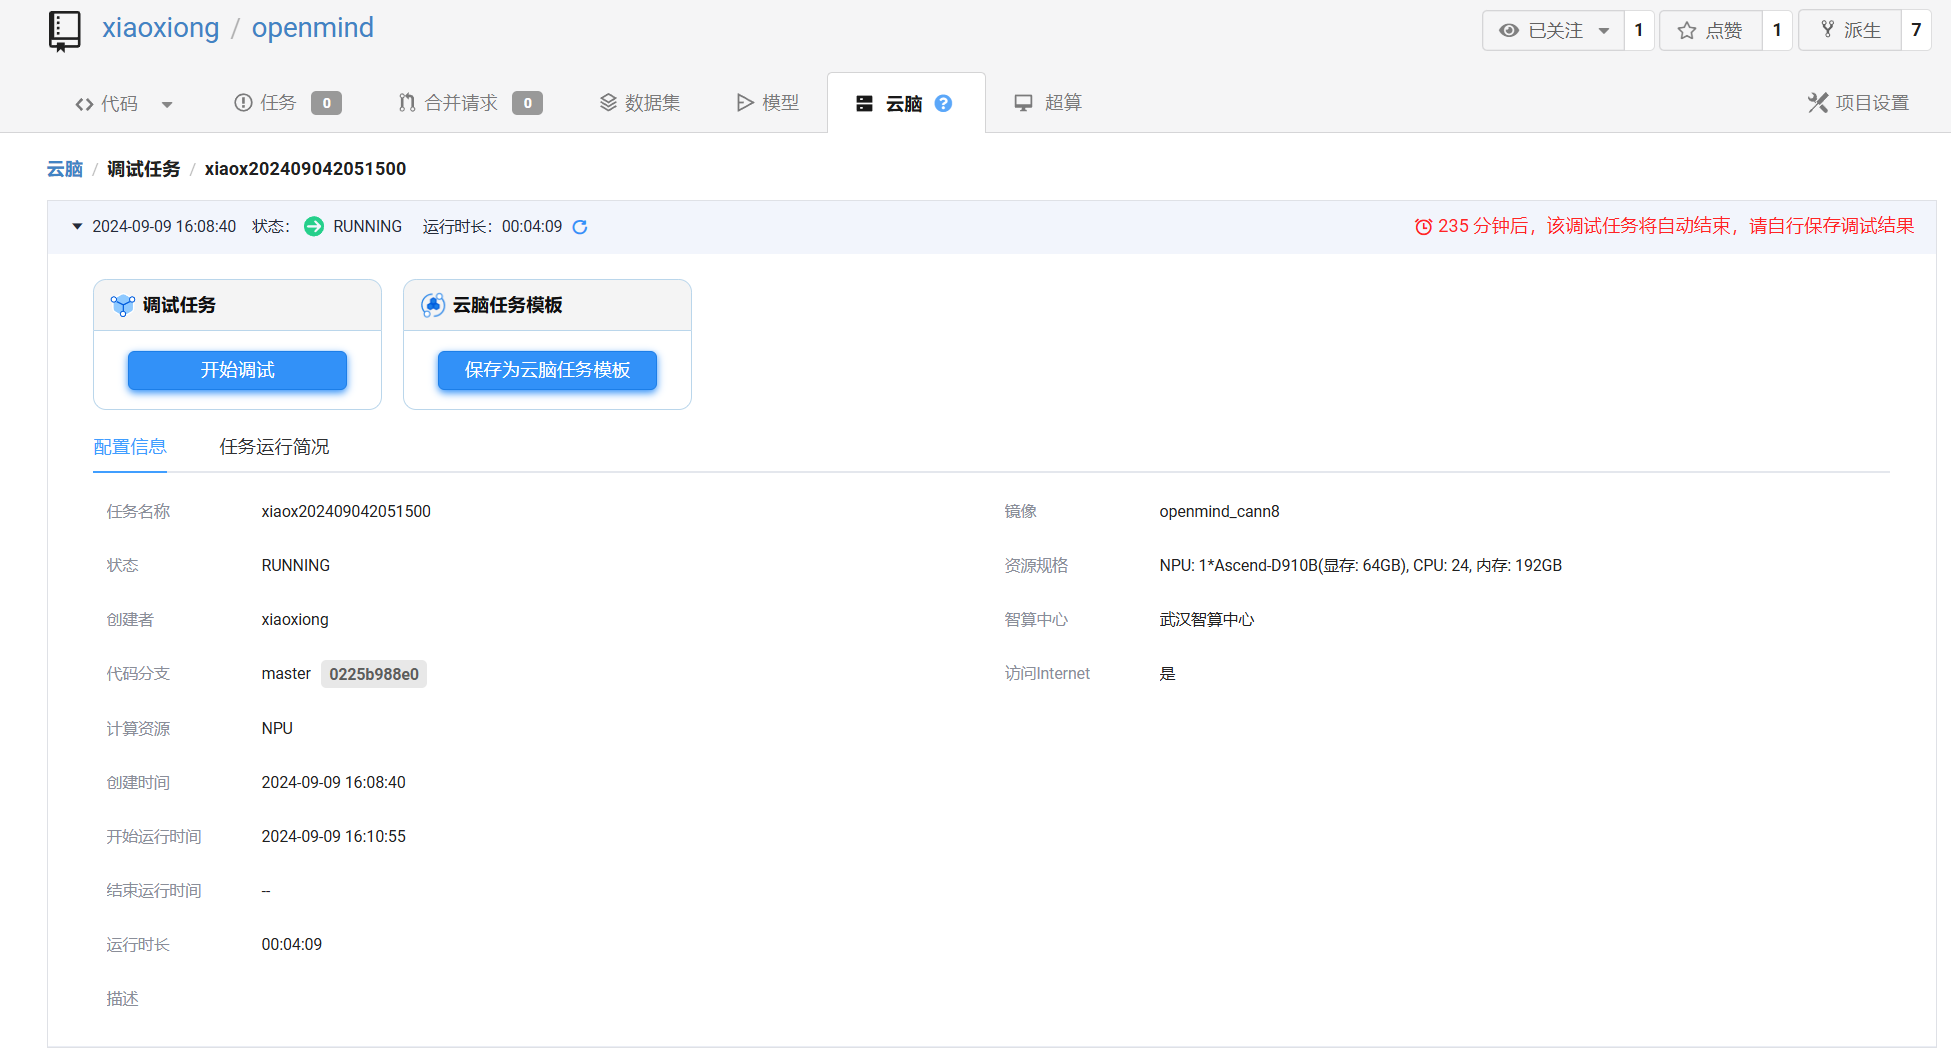 xiaoxiong / openmind
已关注 1 点赞 1 派生 7
代码 任务 0 合并请求 0 数据集 模型 云脑 ? 超算 项目设置
云脑 / 调试任务 / xiaox202409042051500
2024-09-09 16:08:40 状态: RUNNING 运行时长: 00:04:09
235 分钟后，该调试任务将自动结束，请自行保存调试结果
调试任务
开始调试
云脑任务模板
保存为云脑任务模板
配置信息 任务运行简况
任务名称 xiaox202409042051500
镜像 openmind_cann8
状态 RUNNING
资源规格 NPU: 1*Ascend-D910B(显存: 64GB), CPU: 24, 内存: 192GB
创建者 xiaoxiong
智算中心 武汉智算中心
代码分支 master 0225b988e0
访问Internet 是
计算资源 NPU
创建时间 2024-09-09 16:08:40
开始运行时间 2024-09-09 16:10:55
结束运行时间 --
运行时长 00:04:09
描述